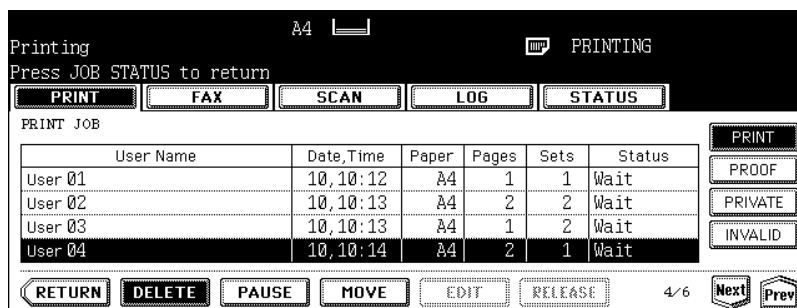 A4
Printing PRINTING
Press JOB STATUS to return
PRINT FAX SCAN LOG STATUS
PRINT JOB
PRINT
User Name Date,Time Paper Pages Sets Status
PROOF
User 01 10,10:12 A4 1 1 Wait
User 02 10,10:13 A4 2 2 Wait
PRIVATE
User 03 10,10:13 A4 1 2 Wait
INVALID
User 04 10,10:14 A4 2 1 Wait
RETURN DELETE PAUSE MOVE EDIT RELEASE 4/6 Next Prev